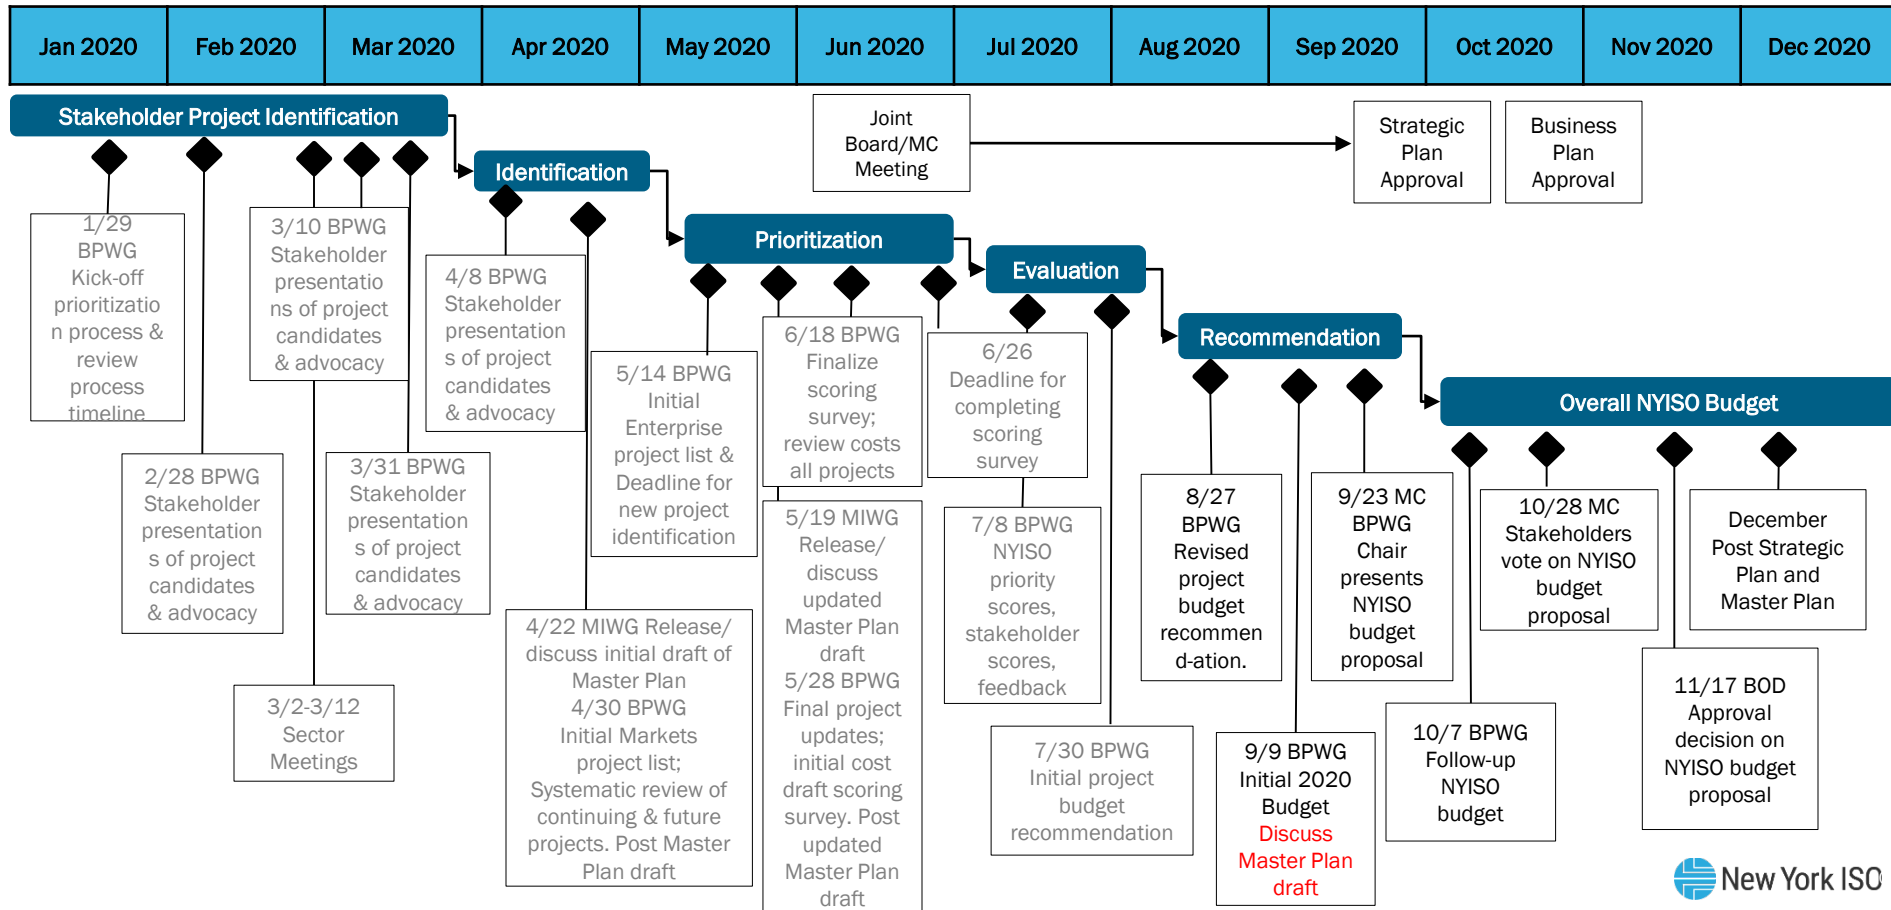 Jan 2020
Feb 2020
Mar 2020
Apr 2020
May 2020
Jun 2020
Jul 2020
Aug 2020
Sep 2020
Oct 2020
Nov 2020
Dec 2020
Stakeholder Project Identification
Identification
Prioritization
Evaluation
Recommendation
Overall NYISO Budget
Joint
Board/MC
Meeting
Strategic
Plan
Approval
Business
Plan
Approval
1/29
BPWG
Kick-off
prioritizatio
n process &
review
process
timeline
2/28 BPWG
Stakeholder
presentation
s of project
candidates
& advocacy
3/10 BPWG
Stakeholder
presentatio
ns of project
candidates
& advocacy
3/2-3/12
Sector
Meetings
3/31 BPWG
Stakeholder
presentation
s of project
candidates
& advocacy
4/8 BPWG
Stakeholder
presentation
s of project
candidates
& advocacy
4/22 MIWG Release/
discuss initial draft of
Master Plan
4/30 BPWG
Initial Markets
project list;
Systematic review of
continuing & future
projects. Post Master
Plan draft
5/14 BPWG
Initial
Enterprise
project list &
Deadline for
new project
identification
6/18 BPWG
Finalize
scoring
survey;
review costs
all projects
5/19 MIWG
Release/
discuss
updated
Master Plan
draft
5/28 BPWG
Final project
updates;
initial cost
draft scoring
survey. Post
updated
Master Plan
draft
6/26
Deadline for
completing
scoring
survey
7/8 BPWG
NYISO
priority
scores,
stakeholder
scores,
feedback
7/30 BPWG
Initial project
budget
recommendation
8/27
BPWG
Revised
project
budget
recommen
d-ation.
9/9 BPWG
Initial 2020
Budget
Discuss
Master Plan
draft
9/23 MC
BPWG
Chair
presents
NYISO
budget
proposal
10/7 BPWG
Follow-up
NYISO
budget
10/28 MC
Stakeholders
vote on NYISO
budget
proposal
11/17 BOD
Approval
decision on
NYISO budget
proposal
December
Post Strategic
Plan and
Master Plan
New York ISO